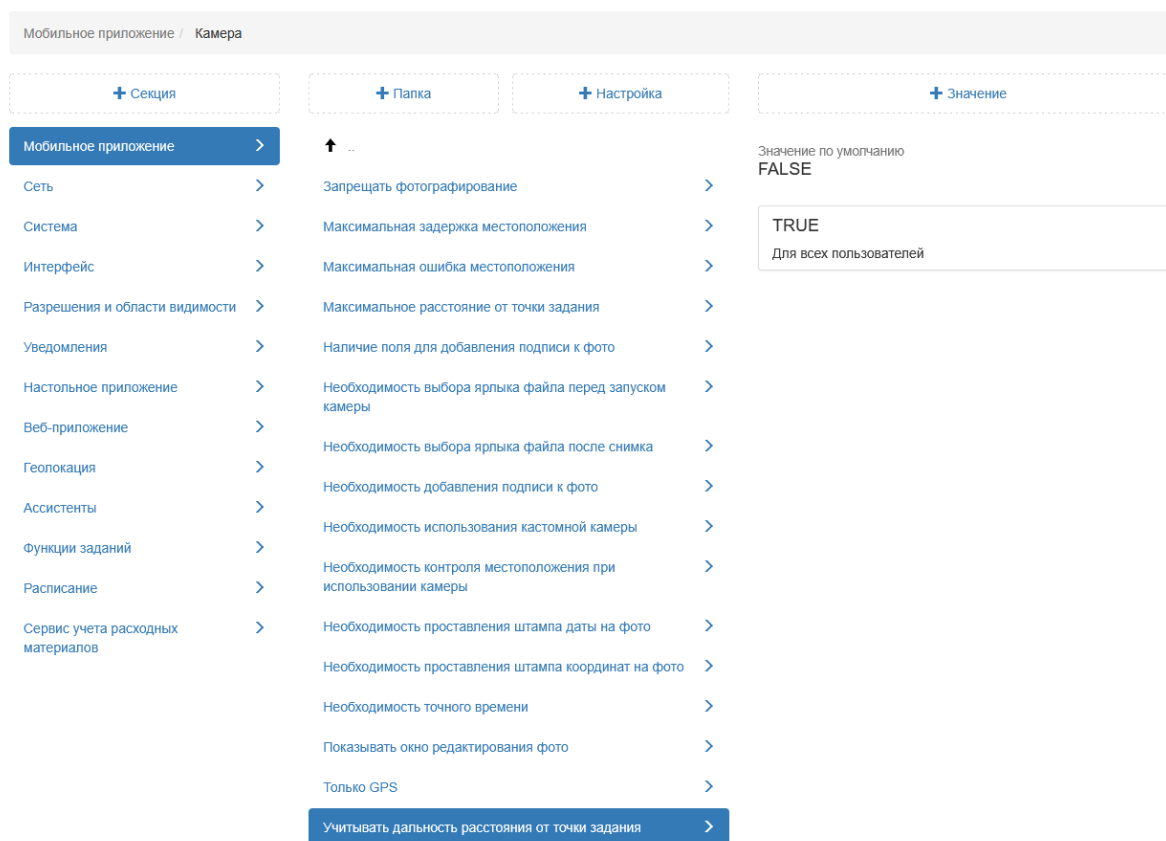 Мобильное приложение / Камера
+ Секция
+ Папка
+ Настройка
+ Значение
Мобильное приложение
Сеть
Система
Интерфейс
Разрешения и области видимости
Уведомления
Настольное приложение
Веб-приложение
Геолокация
Ассистенты
Функции заданий
Расписание
Сервис учета расходных
материалов
..
Запрещать фотографирование
Максимальная задержка местоположения
Максимальная ошибка местоположения
Максимальное расстояние от точки задания
Наличие поля для добавления подписи к фото
Необходимость выбора ярлыка файла перед запуском
камеры
Необходимость выбора ярлыка файла после снимка
Необходимость добавления подписи к фото
Необходимость использования кастомной камеры
Необходимость контроля местоположения при
использовании камеры
Необходимость проставления штампа даты на фото
Необходимость проставления штампа координат на фото
Необходимость точного времени
Показывать окно редактирования фото
Только GPS
Учитывать дальность расстояния от точки задания
Значение по умолчанию
FALSE
TRUE
Для всех пользователей